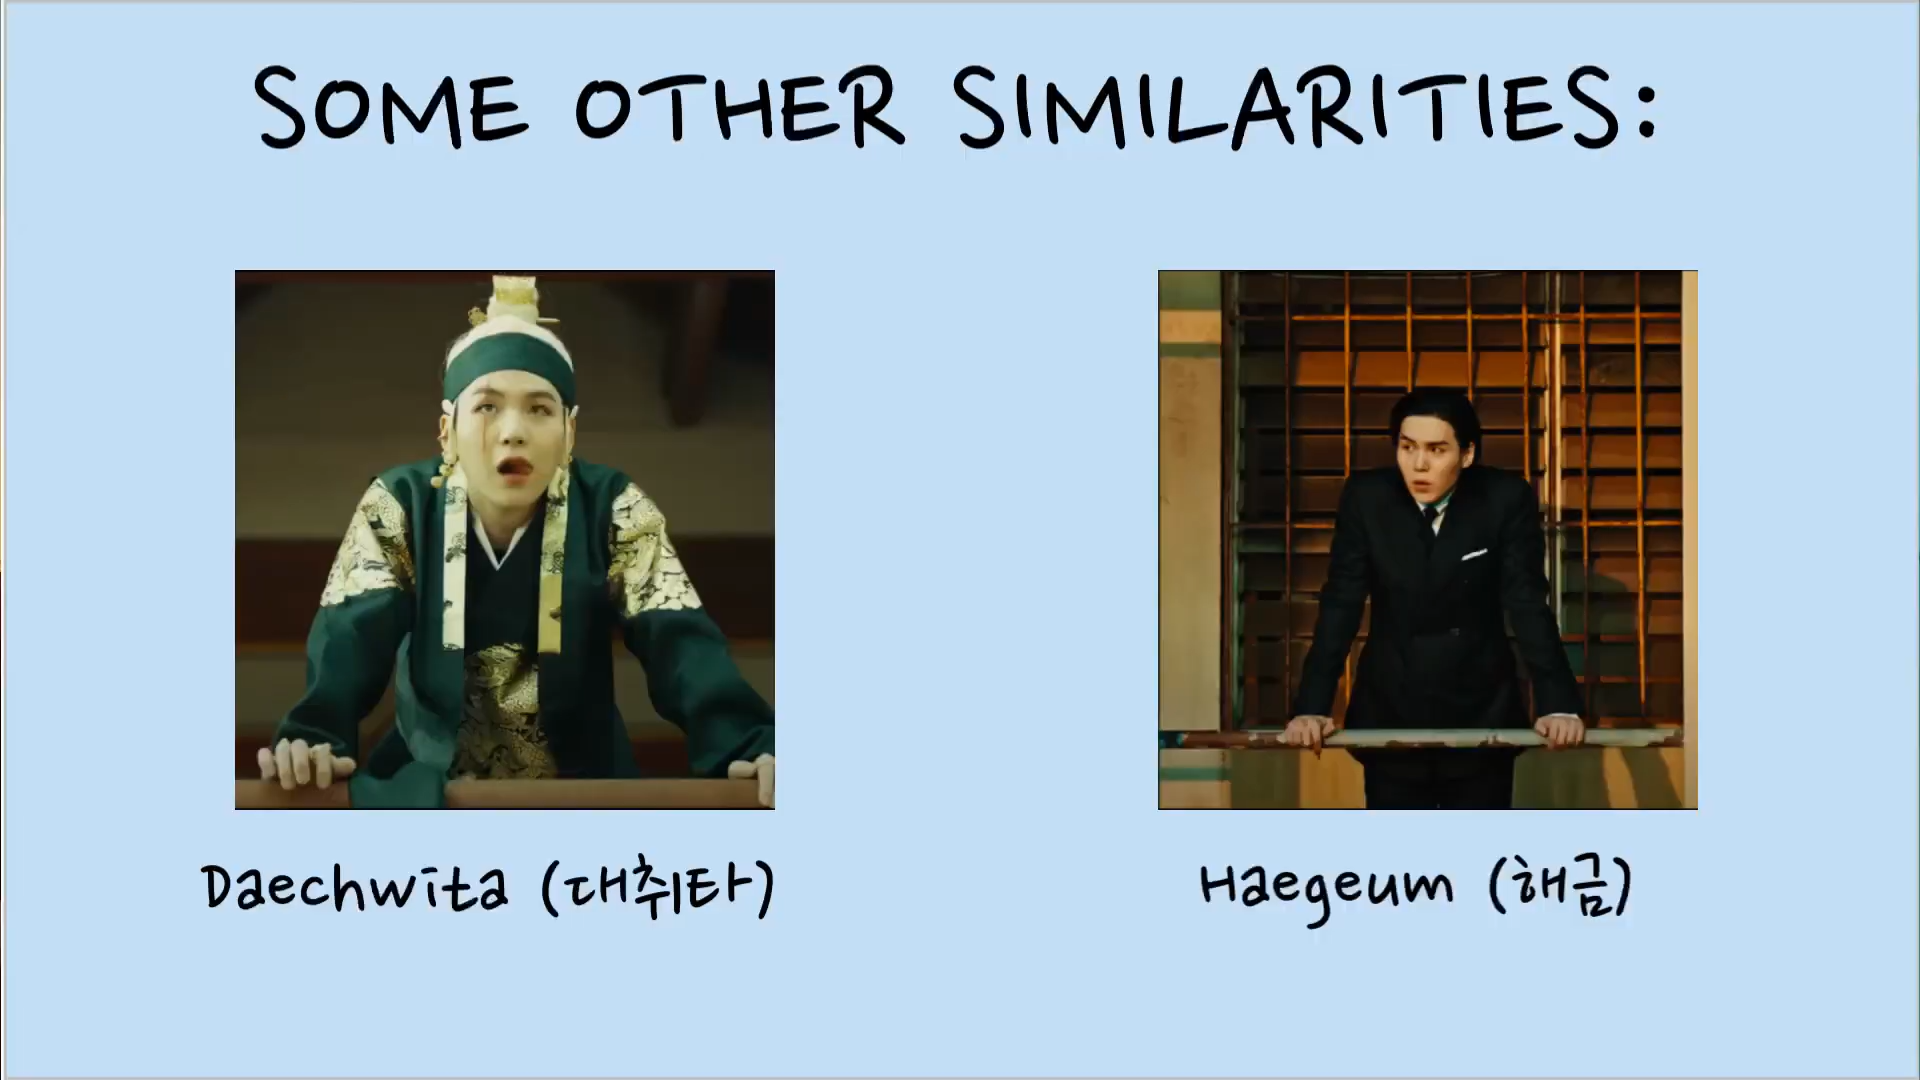 SOME OTHER SIMILARITIES:
Daechwita (대취타)
Haegeum (해금)